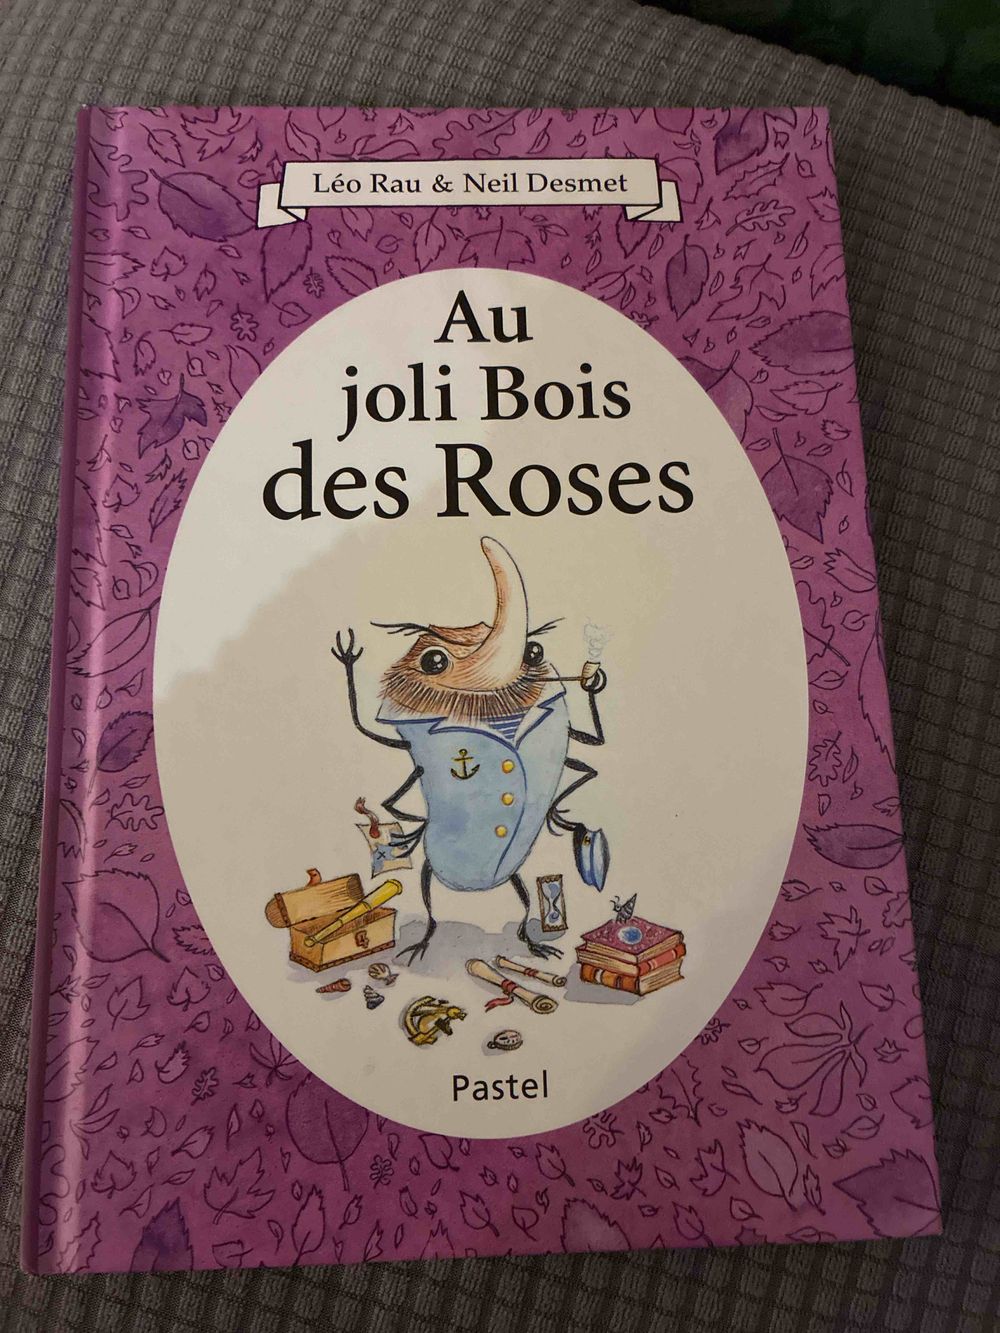 Léo Rau & Neil Desmet
Au
joli Bois
des Roses
Pastel